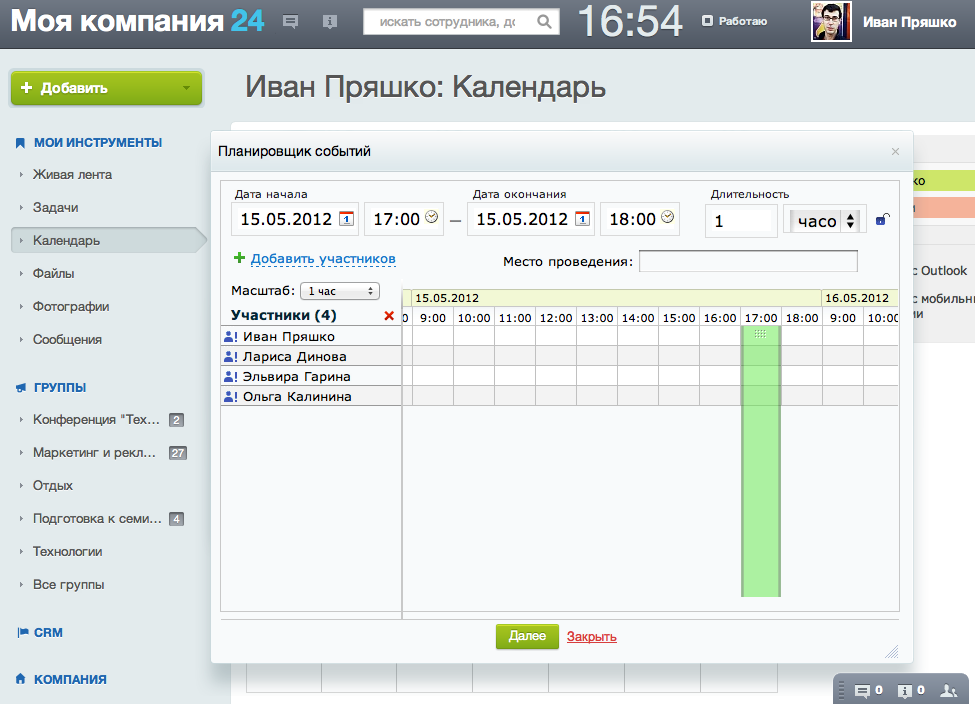 Моя компания 24
искать сотрудника, до
16:54
Работаю
Иван Пряшко
Добавить
Иван Пряшко: Календарь
МОИ ИНСТРУМЕНТЫ
Живая лента
Задачи
Календарь
Файлы
Фотографии
Сообщения
ГРУППЫ
Конференция "Тех... 2
Маркетинг и рекл... 27
Отдых
Подготовка к семи... 4
Технологии
Все группы
CRM
КОМПАНИЯ
Планировщик событий
Дата начала Дата окончания Длительность
15.05.2012 17:00 — 15.05.2012 18:00 1 часо
Добавить участников Место проведения:
Масштаб: 1 час
15.05.2012 16.05.2012
Участники (4) 0 9:00 10:00 11:00 12:00 13:00 14:00 15:00 16:00 17:00 18:00 9:00 10:00
Иван Пряшко
Лариса Динова
Эльвира Гарина
Ольга Калинина
Далее Закрыть
ко
с Outlook
с мобильн
ии
0 0